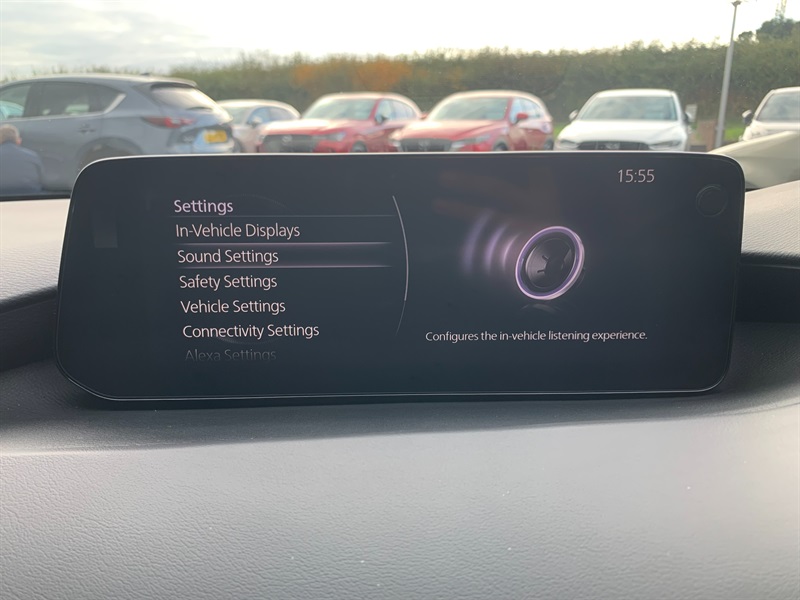 15:55
Settings
In-Vehicle Displays
Sound Settings
Safety Settings
Vehicle Settings
Connectivity Settings
Alexa Settings
Configures the in-vehicle listening experience.